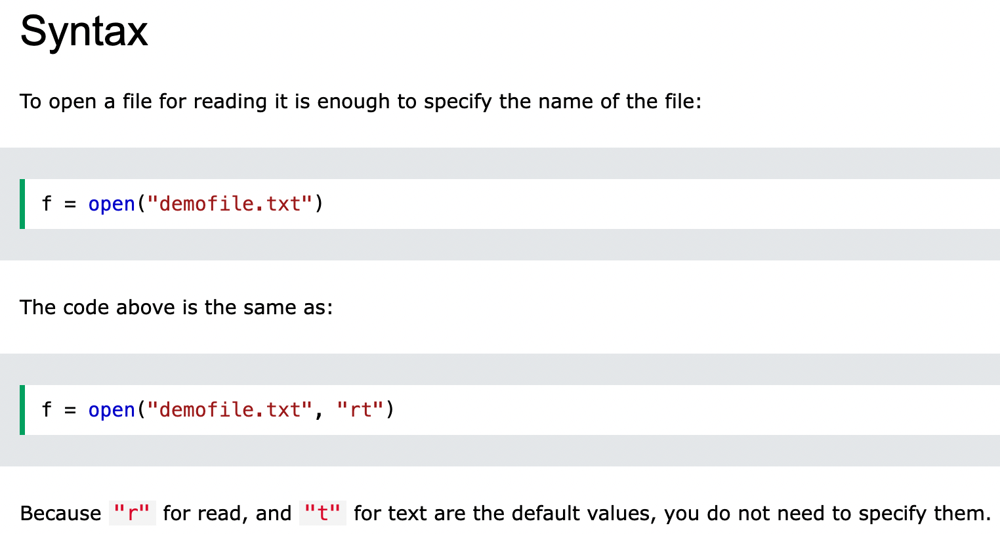 Syntax
To open a file for reading it is enough to specify the name of the file:
f = open("demofile.txt")
The code above is the same as:
f = open("demofile.txt", "rt")
Because "r" for read, and "t" for text are the default values, you do not need to specify them.